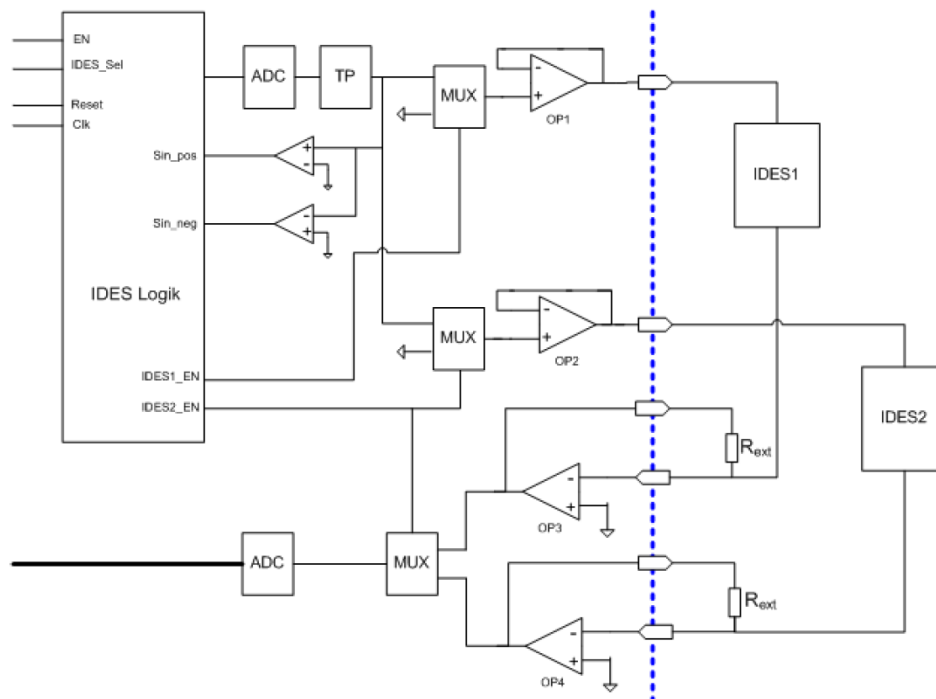 EN
IDES_Sel
Reset
Clk
Sin_pos
Sin_neg
IDES Logik
IDES1_EN
IDES2_EN
ADC
TP
MUX
-
+
OP1
IDES1
+
-
-
+
MUX
-
+
OP2
IDES2
Rext
-
+
OP3
ADC
MUX
Rext
-
+
OP4